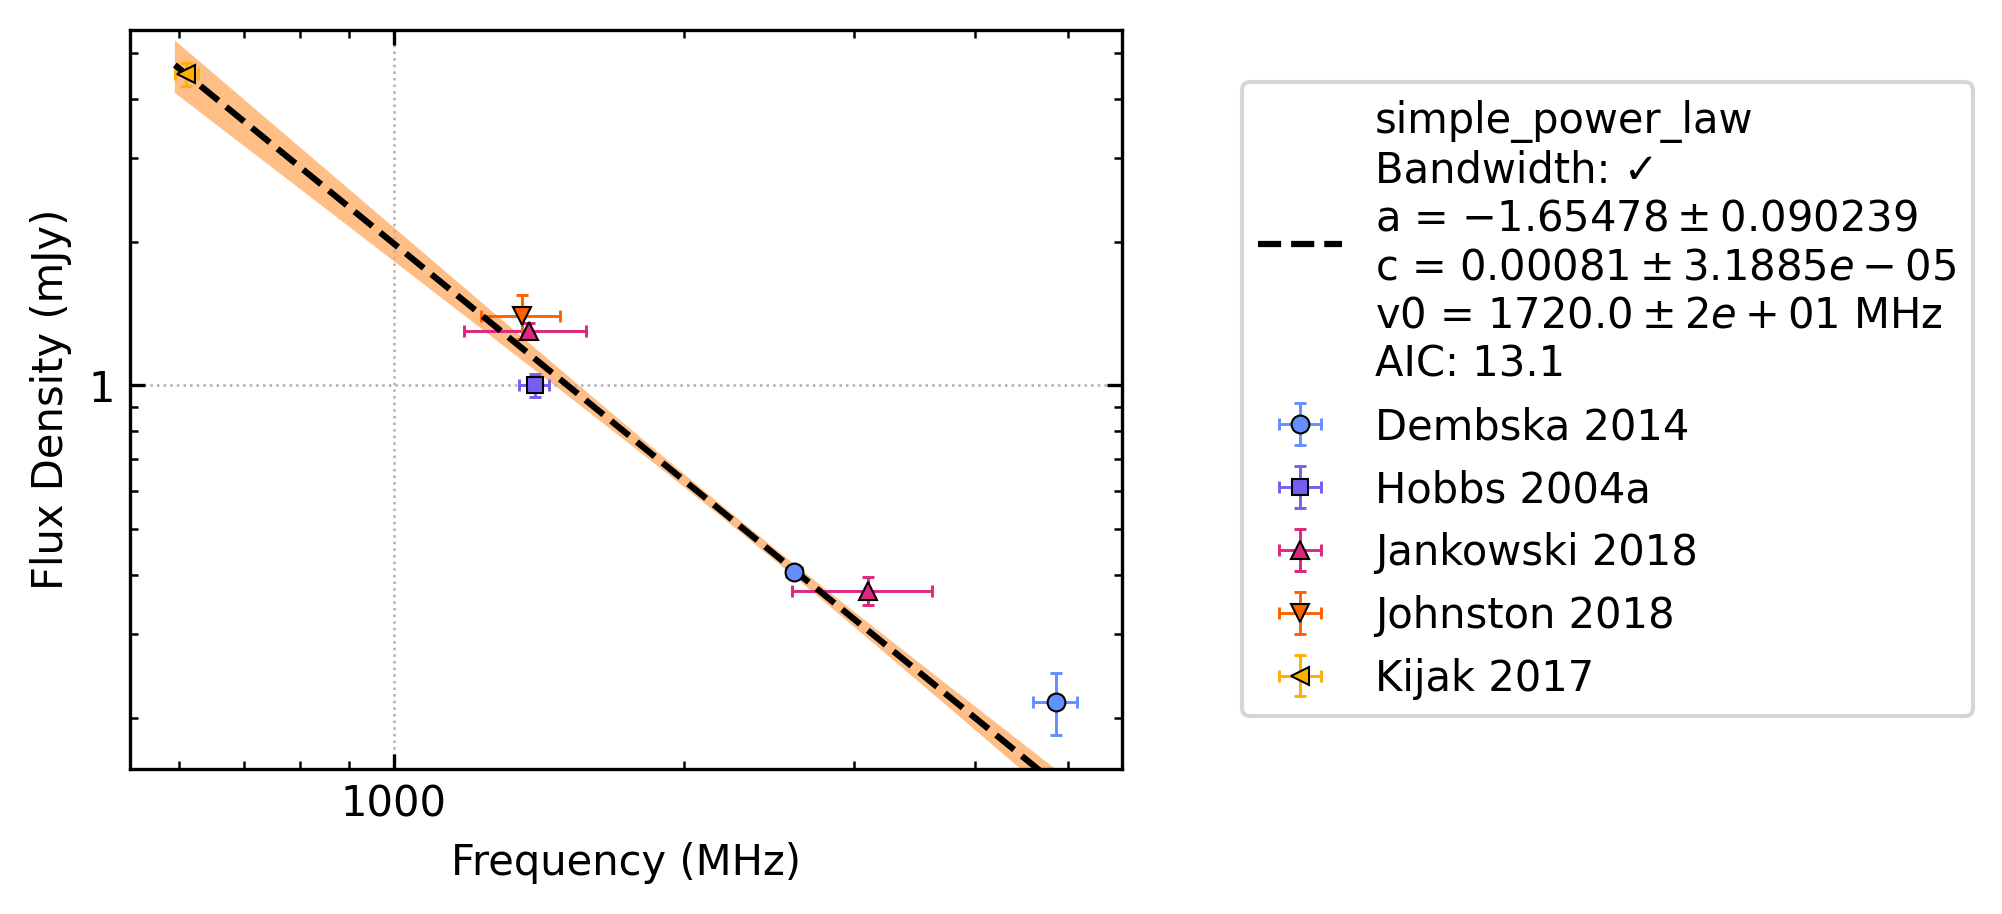 Flux Density (mJy)
1
1000
Frequency (MHz)
simple_power_law
Bandwidth: ✓
a = −1.65478 ± 0.090239
c = 0.00081 ± 3.1885e − 05
v0 = 1720.0 ± 2e + 01 MHz
AIC: 13.1
Dembska 2014
Hobbs 2004a
Jankowski 2018
Johnston 2018
Kijak 2017